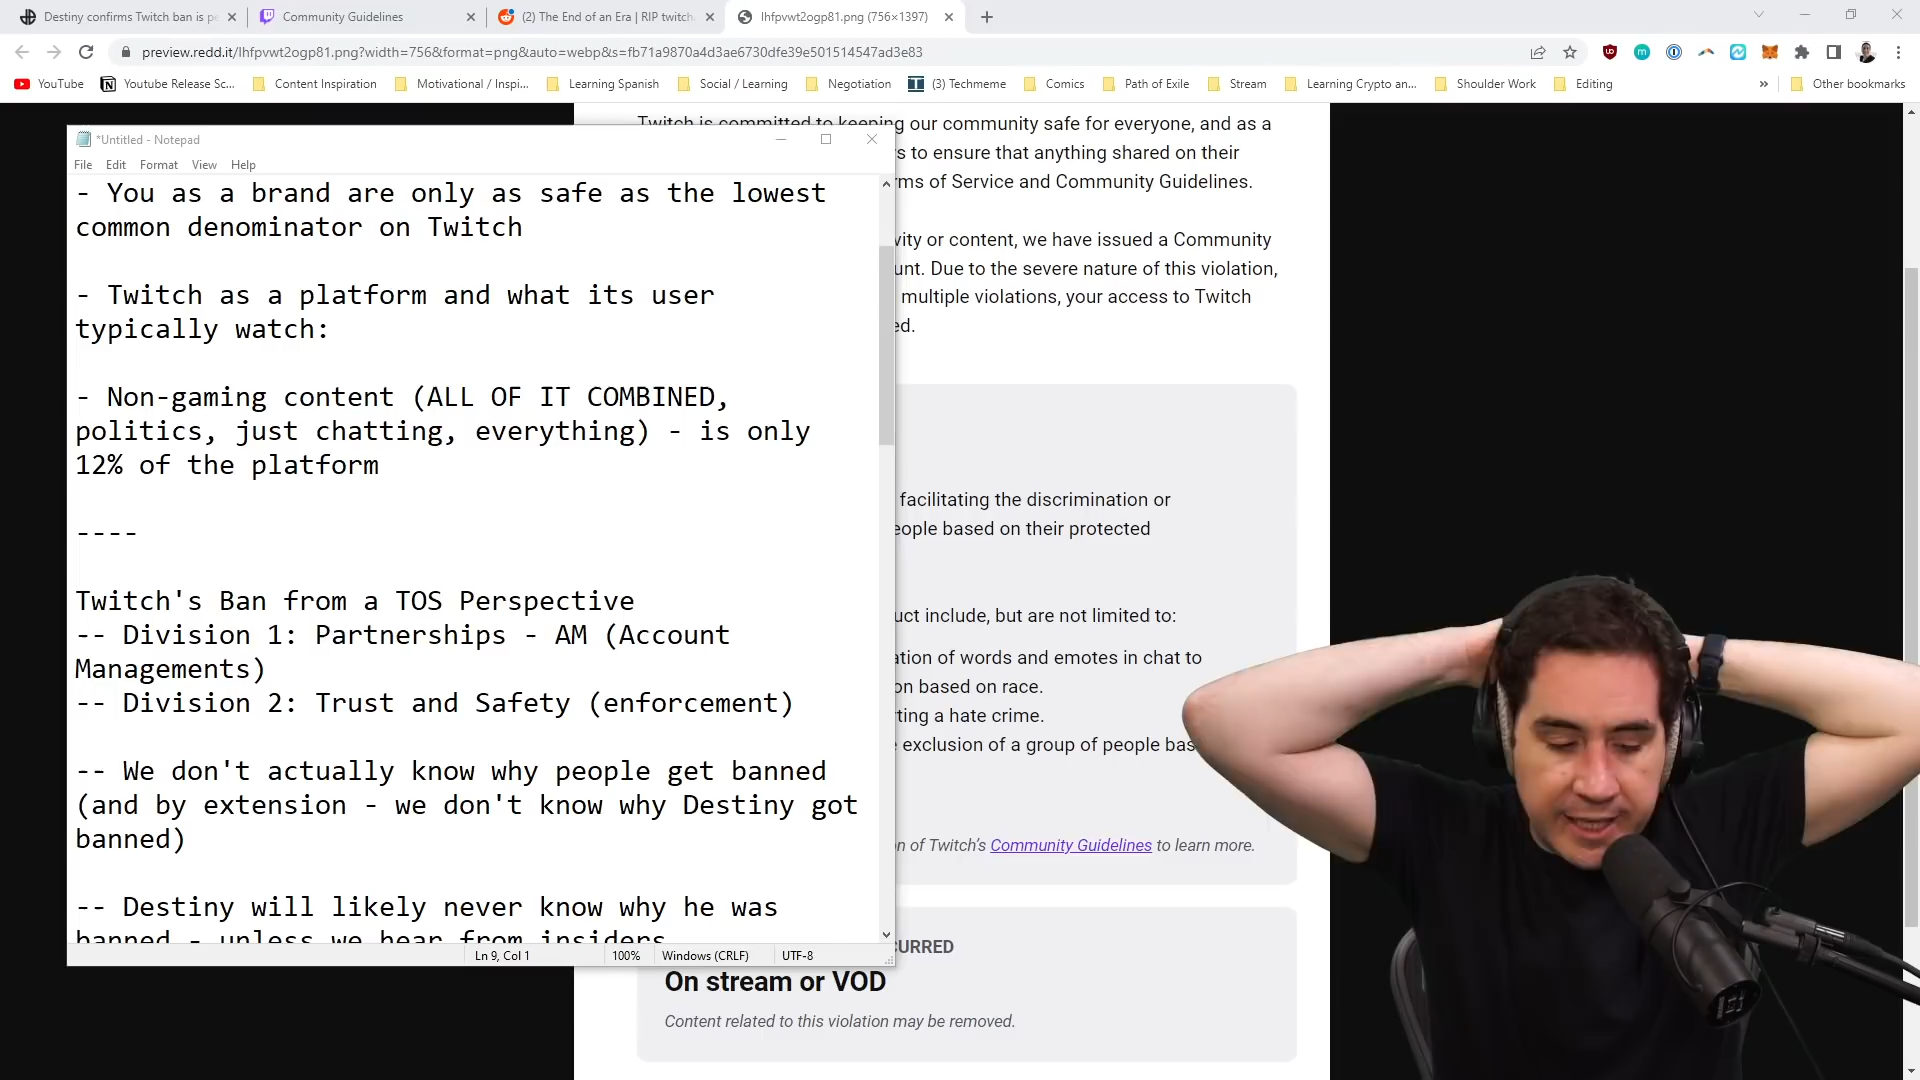 Destiny confirms Twitch ban is pe
Community Guidelines
(2) The End of an Era | RIP twitch.
lhfpvwt2ogp81.png (756×1397)
preview.redd.it/lhfpvwt2ogp81.png?width=756&format=png&auto=webp&s=fb71a9870a4d3ae6730dfe39e501514547ad3e83
YouTube
Youtube Release Sc...
Content Inspiration
Motivational / Inspi...
Learning Spanish
Social / Learning
Negotiation
(3) Techmeme
Comics
Path of Exile
Stream
Learning Crypto an...
Shoulder Work
Editing
»
Other bookmarks
*Untitled - Notepad
File Edit Format View Help
- You as a brand are only as safe as the lowest
common denominator on Twitch
- Twitch as a platform and what its user
typically watch:
- Non-gaming content (ALL OF IT COMBINED,
politics, just chatting, everything) - is only
12% of the platform
----
Twitch's Ban from a TOS Perspective
-- Division 1: Partnerships - AM (Account
Managements)
-- Division 2: Trust and Safety (enforcement)
-- We don't actually know why people get banned
(and by extension - we don't know why Destiny got
banned)
-- Destiny will likely never know why he was
banned - unless we hear from insiders
Ln 9, Col 1
100%
Windows (CRLF)
UTF-8
Twitch is committed to keeping our community safe for everyone, and as a
s to ensure that anything shared on their
rms of Service and Community Guidelines.
vity or content, we have issued a Community
unt. Due to the severe nature of this violation,
multiple violations, your access to Twitch
ed.
facilitating the discrimination or
eople based on their protected
uct include, but are not limited to:
ation of words and emotes in chat to
on based on race.
rting a hate crime.
exclusion of a group of people bas
on of Twitch's Community Guidelines to learn more.
CURRED
On stream or VOD
Content related to this violation may be removed.